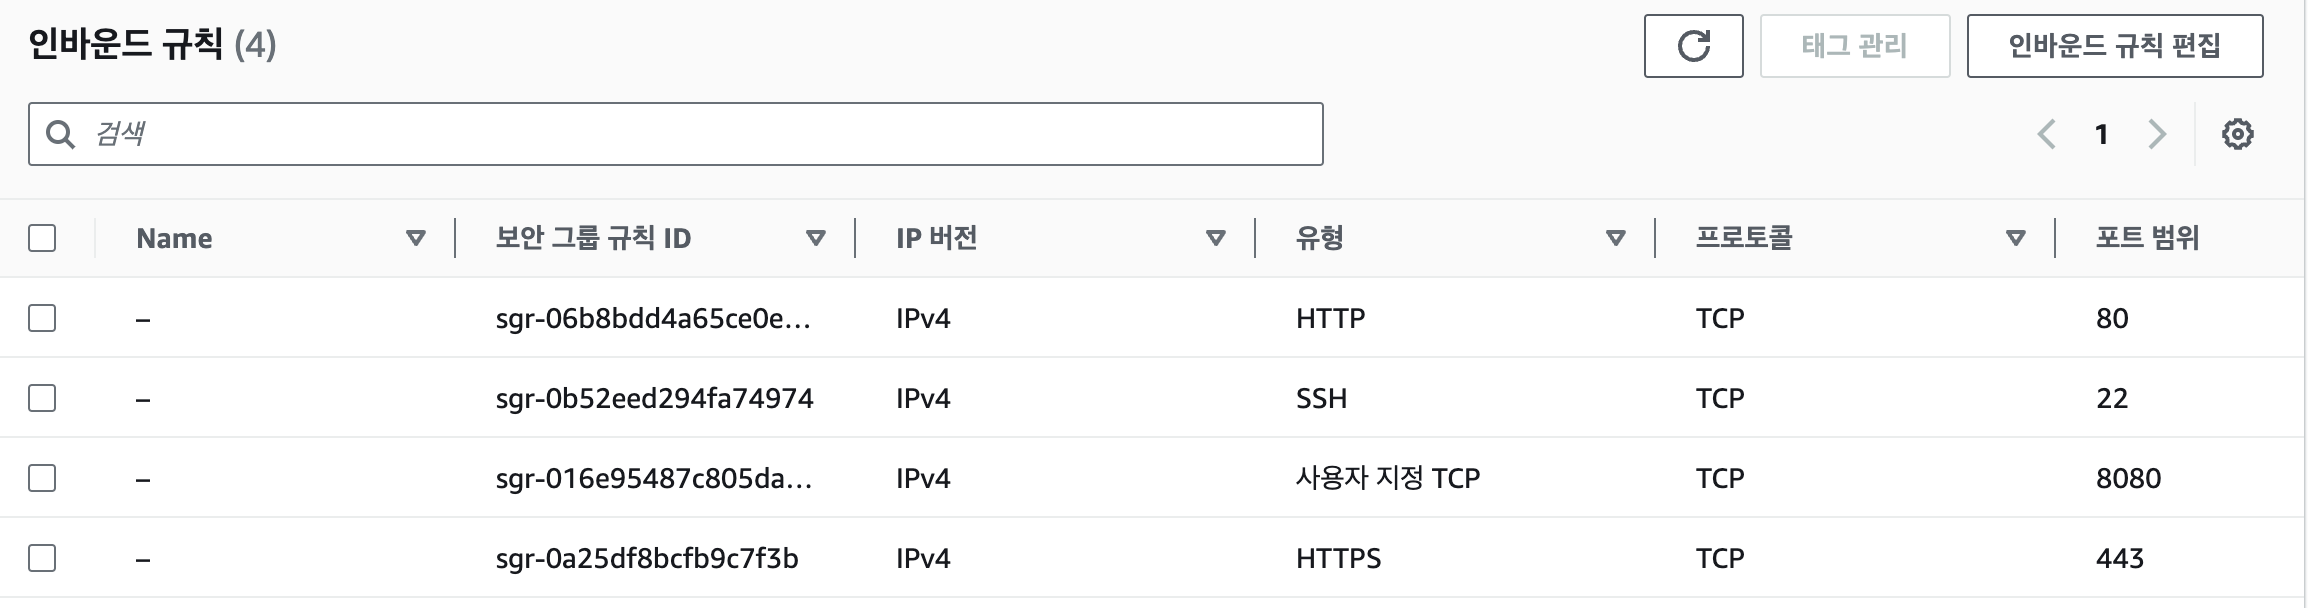 인바운드 규칙 (4)
태그 관리
인바운드 규칙 편집
검색
1
Name 보안 그룹 규칙 ID IP 버전 유형 프로토콜 포트 범위
– sgr-06b8bdd4a65ce0e... IPv4 HTTP TCP 80
– sgr-0b52eed294fa74974 IPv4 SSH TCP 22
– sgr-016e95487c805da... IPv4 사용자 지정 TCP TCP 8080
– sgr-0a25df8bcfb9c7f3b IPv4 HTTPS TCP 443